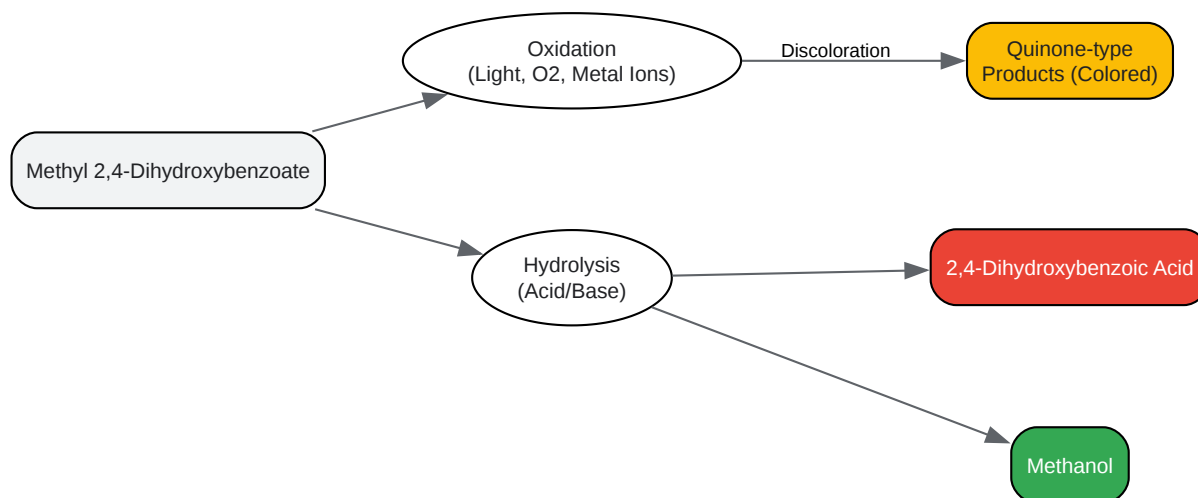 Oxidation
(Light, O2, Metal Ions)
Discoloration
Quinone-type
Products (Colored)
Methyl 2,4-Dihydroxybenzoate
Hydrolysis
(Acid/Base)
2,4-Dihydroxybenzoic Acid
Methanol